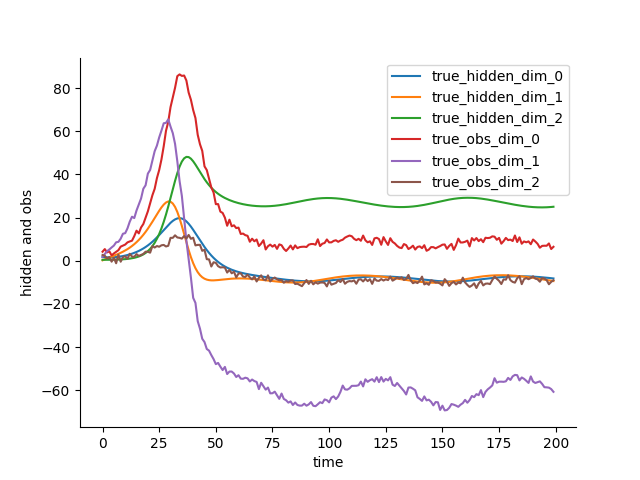 true_hidden_dim_0
true_hidden_dim_1
true_hidden_dim_2
true_obs_dim_0
true_obs_dim_1
true_obs_dim_2
hidden and obs
80
60
40
20
0
−20
−40
−60
0 25 50 75 100 125 150 175 200
time